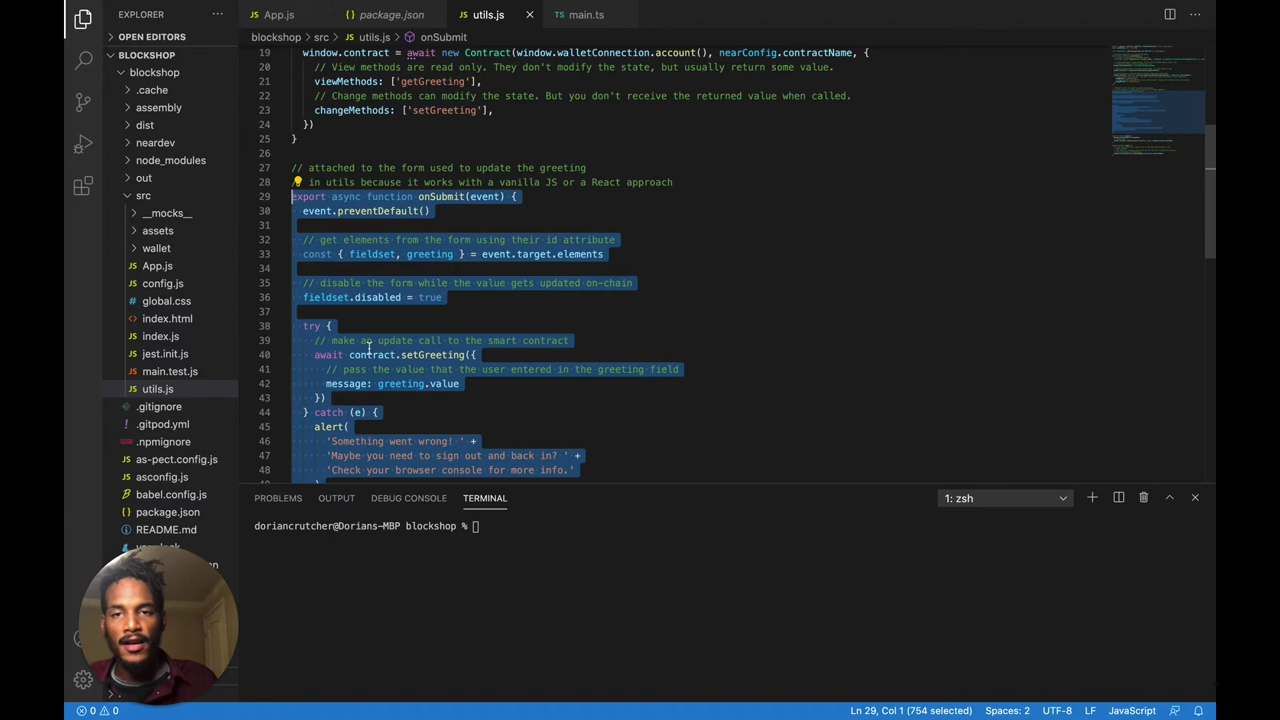 EXPLORER
OPEN EDITORS
BLOCKSHOP
blockshop
.cache
assembly
dist
neardev
node_modules
out
src
__mocks__
assets
wallet
JS App.js
JS config.js
# global.css
<> index.html
JS index.js
JS jest.init.js
JS main.test.js
JS utils.js
.gitignore
! .gitpod.yml
.npmignore
JS as-pect.config.js
asconfig.js
babel.config.js
package.json
README.md
JS App.js
{} package.json
JS utils.js
TS main.ts
blockshop > src > JS utils.js > onSubmit
19 window.contract = await new Contract(window.walletConnection.account(), nearConfig.contractName, {
20 // View methods are read only. They don't modify the state, but usually return some value.
21 viewMethods: ['getGreeting'],
22 // Change methods can modify the state. But you don't receive the returned value when called.
23 changeMethods: ['setGreeting'],
24 })
25 }
26
27 // attached to the form used to update the greeting
28 // in utils because it works with a vanilla JS or a React approach
29 export async function onSubmit(event) {
30 event.preventDefault()
31
32 // get elements from the form using their id attribute
33 const { fieldset, greeting } = event.target.elements
34
35 // disable the form while the value gets updated on-chain
36 fieldset.disabled = true
37
38 try {
39 // make an update call to the smart contract
40 await contract.setGreeting({
41 // pass the value that the user entered in the greeting field
42 message: greeting.value
43 })
44 } catch (e) {
45 alert(
46 'Something went wrong! ' +
47 'Maybe you need to sign out and back in? ' +
48 'Check your browser console for more info.'
PROBLEMS OUTPUT DEBUG CONSOLE TERMINAL
1: zsh
doriancrutcher@Dorians-MBP blockshop %
0 0
Ln 29, Col 1 (754 selected) Spaces: 2 UTF-8 LF JavaScript